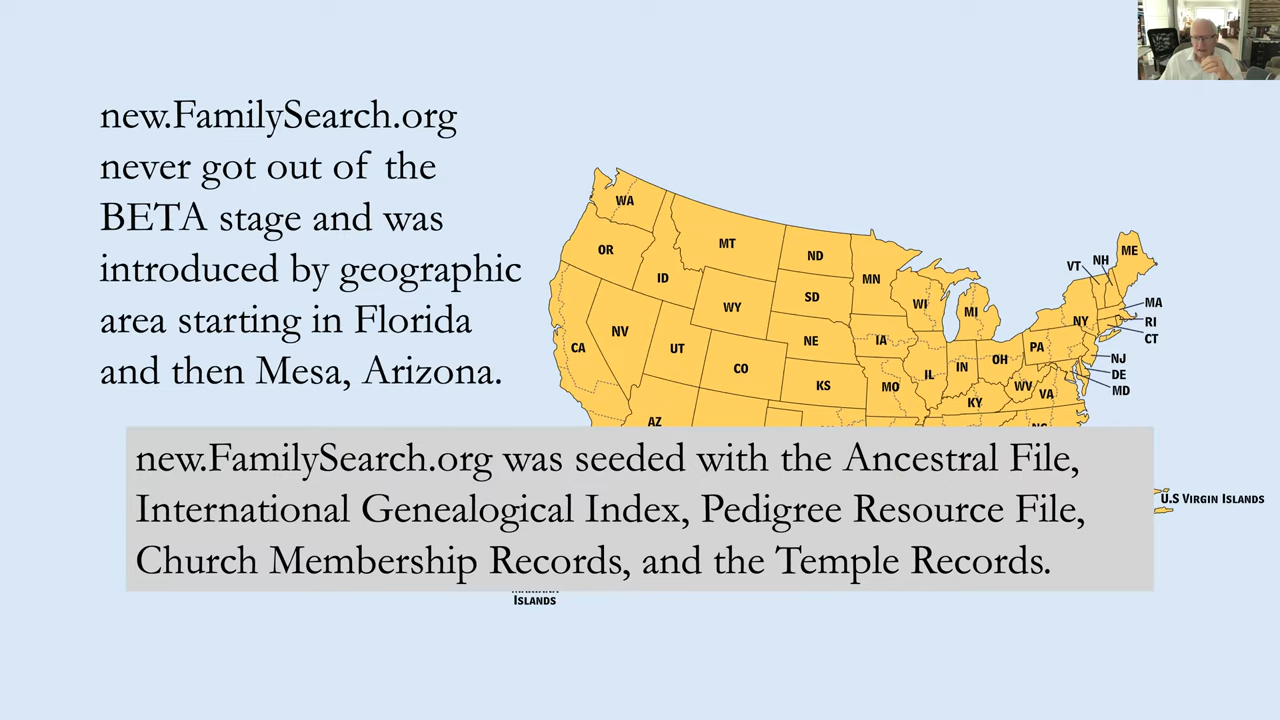 new.FamilySearch.org
never got out of the
BETA stage and was
introduced by geographic
area starting in Florida
and then Mesa, Arizona.
WA
OR
MT
ID
ND
MN
SD
WY
WI
MI
VT
NH
ME
MA
RI
CT
NY
NV
CA
UT
CO
NE
IA
KS
MO
IL
IN
OH
PA
NJ
DE
MD
WV
VA
KY
AZ
new.FamilySearch.org was seeded with the Ancestral File,
International Genealogical Index, Pedigree Resource File,
Church Membership Records, and the Temple Records.
U.S VIRGIN ISLANDS
ISLANDS